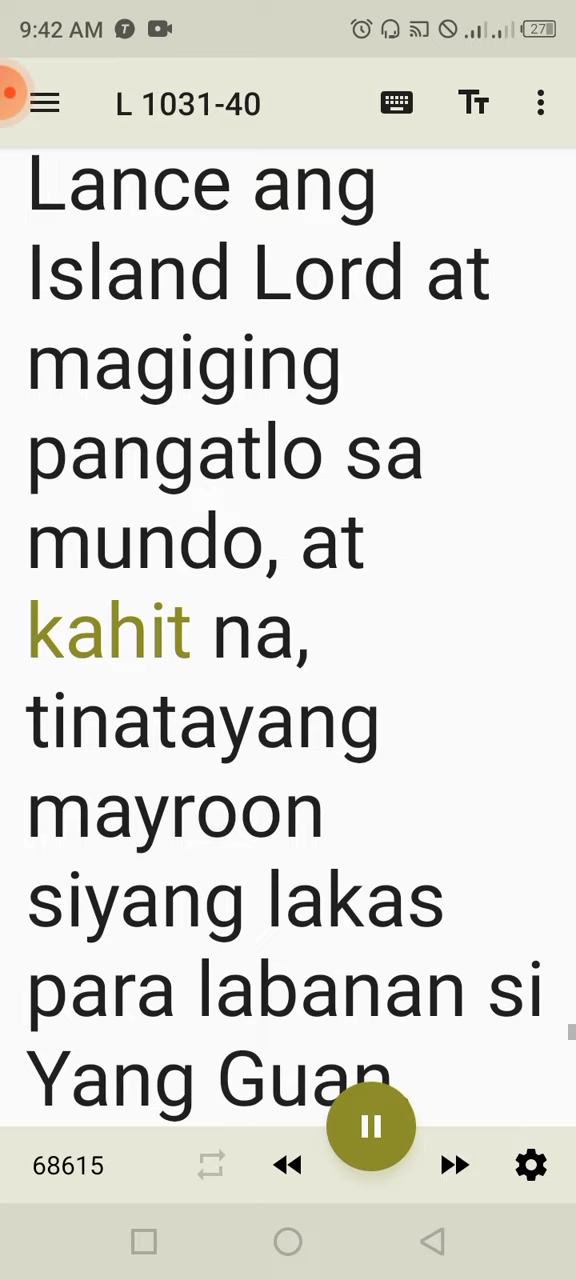 9:42 AM
27
L 1031-40
Lance ang
Island Lord at
magiging
pangatlo sa
mundo, at
kahit na,
tinatayang
mayroon
siyang lakas
para labanan si
Yang Guan
68615